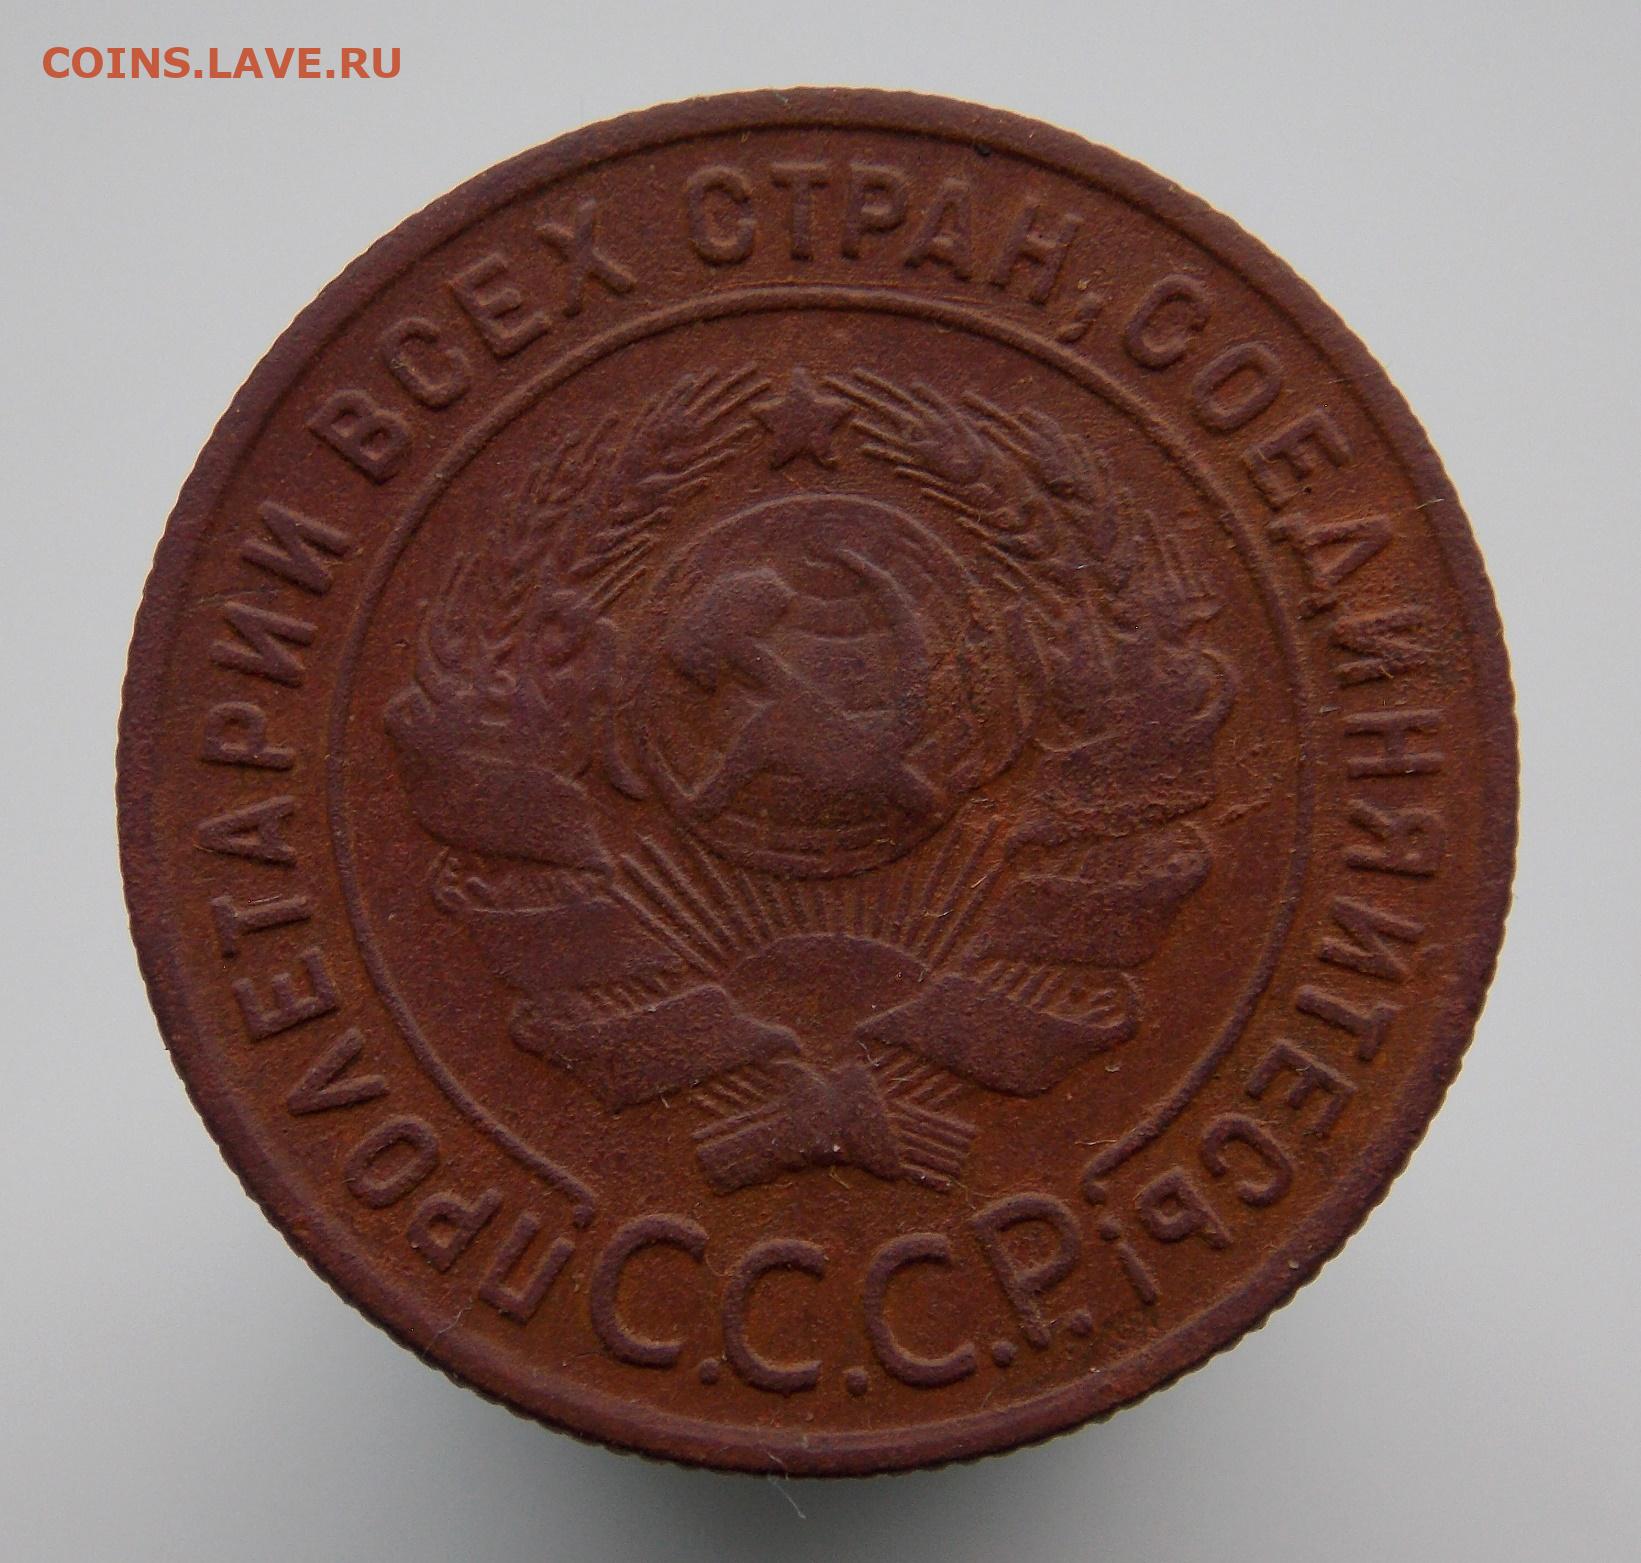 COINS.LAVE.RU
ПРОЛЕТАРИИ ВСЕХ СТРАН, СОЕДИНЯЙТЕСЬ!
С.С.С.Р.